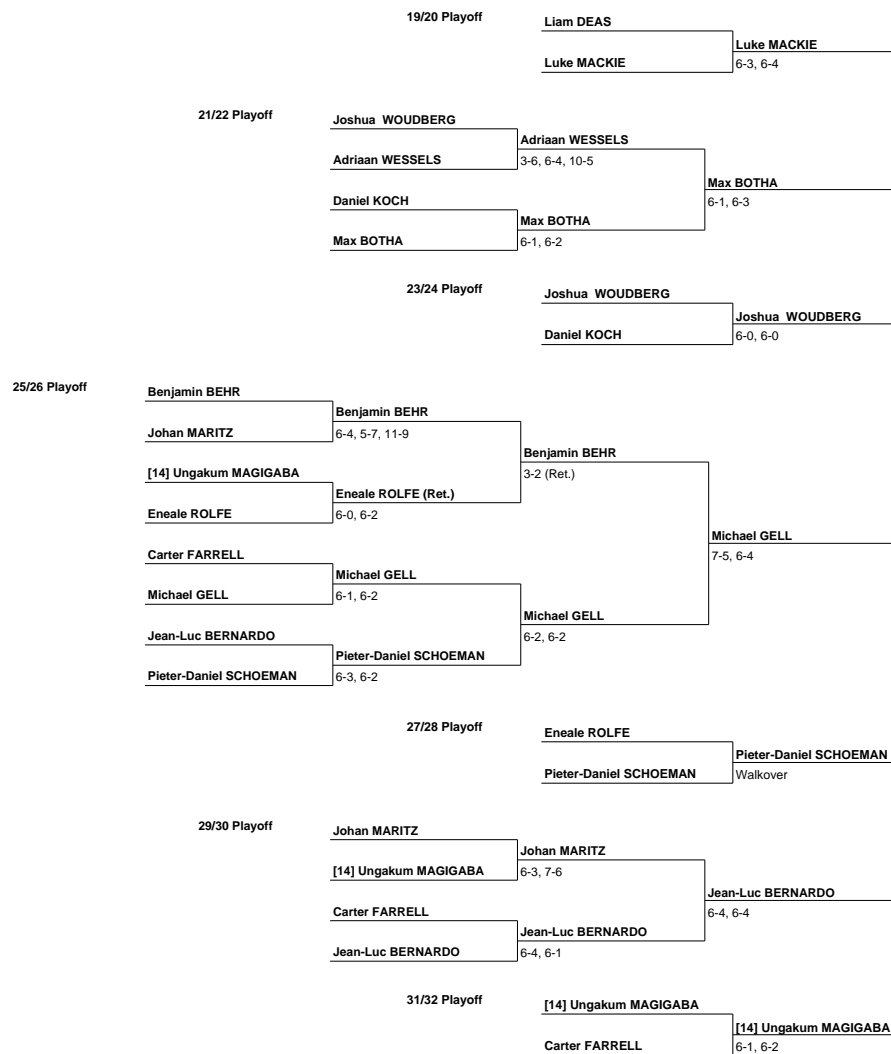 19/20 Playoff
Liam DEAS
Luke MACKIE
Luke MACKIE
6-3, 6-4
21/22 Playoff
Joshua WOUDBERG
Adriaan WESSELS
Adriaan WESSELS
3-6, 6-4, 10-5
Max BOTHA
Daniel KOCH
6-1, 6-3
Max BOTHA
Max BOTHA
6-1, 6-2
23/24 Playoff
Joshua WOUDBERG
Joshua WOUDBERG
Daniel KOCH
6-0, 6-0
25/26 Playoff
Benjamin BEHR
Benjamin BEHR
Johan MARITZ
6-4, 5-7, 11-9
Benjamin BEHR
[14] Ungakum MAGIGABA
3-2 (Ret.)
Eneale ROLFE (Ret.)
Eneale ROLFE
6-0, 6-2
Michael GELL
Carter FARRELL
7-5, 6-4
Michael GELL
Michael GELL
6-1, 6-2
Michael GELL
Jean-Luc BERNARDO
6-2, 6-2
Pieter-Daniel SCHOEMAN
Pieter-Daniel SCHOEMAN
6-3, 6-2
27/28 Playoff
Eneale ROLFE
Pieter-Daniel SCHOEMAN
Pieter-Daniel SCHOEMAN
Walkover
29/30 Playoff
Johan MARITZ
Johan MARITZ
[14] Ungakum MAGIGABA
6-3, 7-6
Jean-Luc BERNARDO
Carter FARRELL
6-4, 6-4
Jean-Luc BERNARDO
Jean-Luc BERNARDO
6-4, 6-1
31/32 Playoff
[14] Ungakum MAGIGABA
[14] Ungakum MAGIGABA
Carter FARRELL
6-1, 6-2